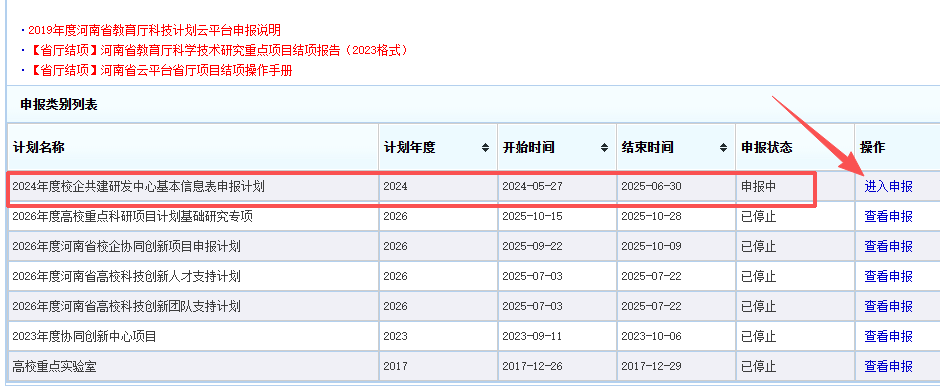 ·2019年度河南省教育厅科技计划云平台申报说明
·【省厅结项】河南省教育厅科学技术研究重点项目结项报告（2023格式）
·【省厅结项】河南省云平台省厅项目结项操作手册
申报类别列表
计划名称 计划年度 开始时间 结束时间 申报状态 操作
2024年度校企共建研发中心基本信息表申报计划 2024 2024-05-27 2025-06-30 申报中 进入申报
2026年度高校重点科研项目计划基础研究专项 2026 2025-10-15 2025-10-28 已停止 查看申报
2026年度河南省校企协同创新项目申报计划 2026 2025-09-22 2025-10-09 已停止 查看申报
2026年度河南省高校科技创新人才支持计划 2026 2025-07-03 2025-07-22 已停止 查看申报
2026年度河南省高校科技创新团队支持计划 2026 2025-07-03 2025-07-22 已停止 查看申报
2023年度协同创新中心项目 2023 2023-09-11 2023-10-06 已停止 查看申报
高校重点实验室 2017 2017-12-26 2017-12-29 已停止 查看申报